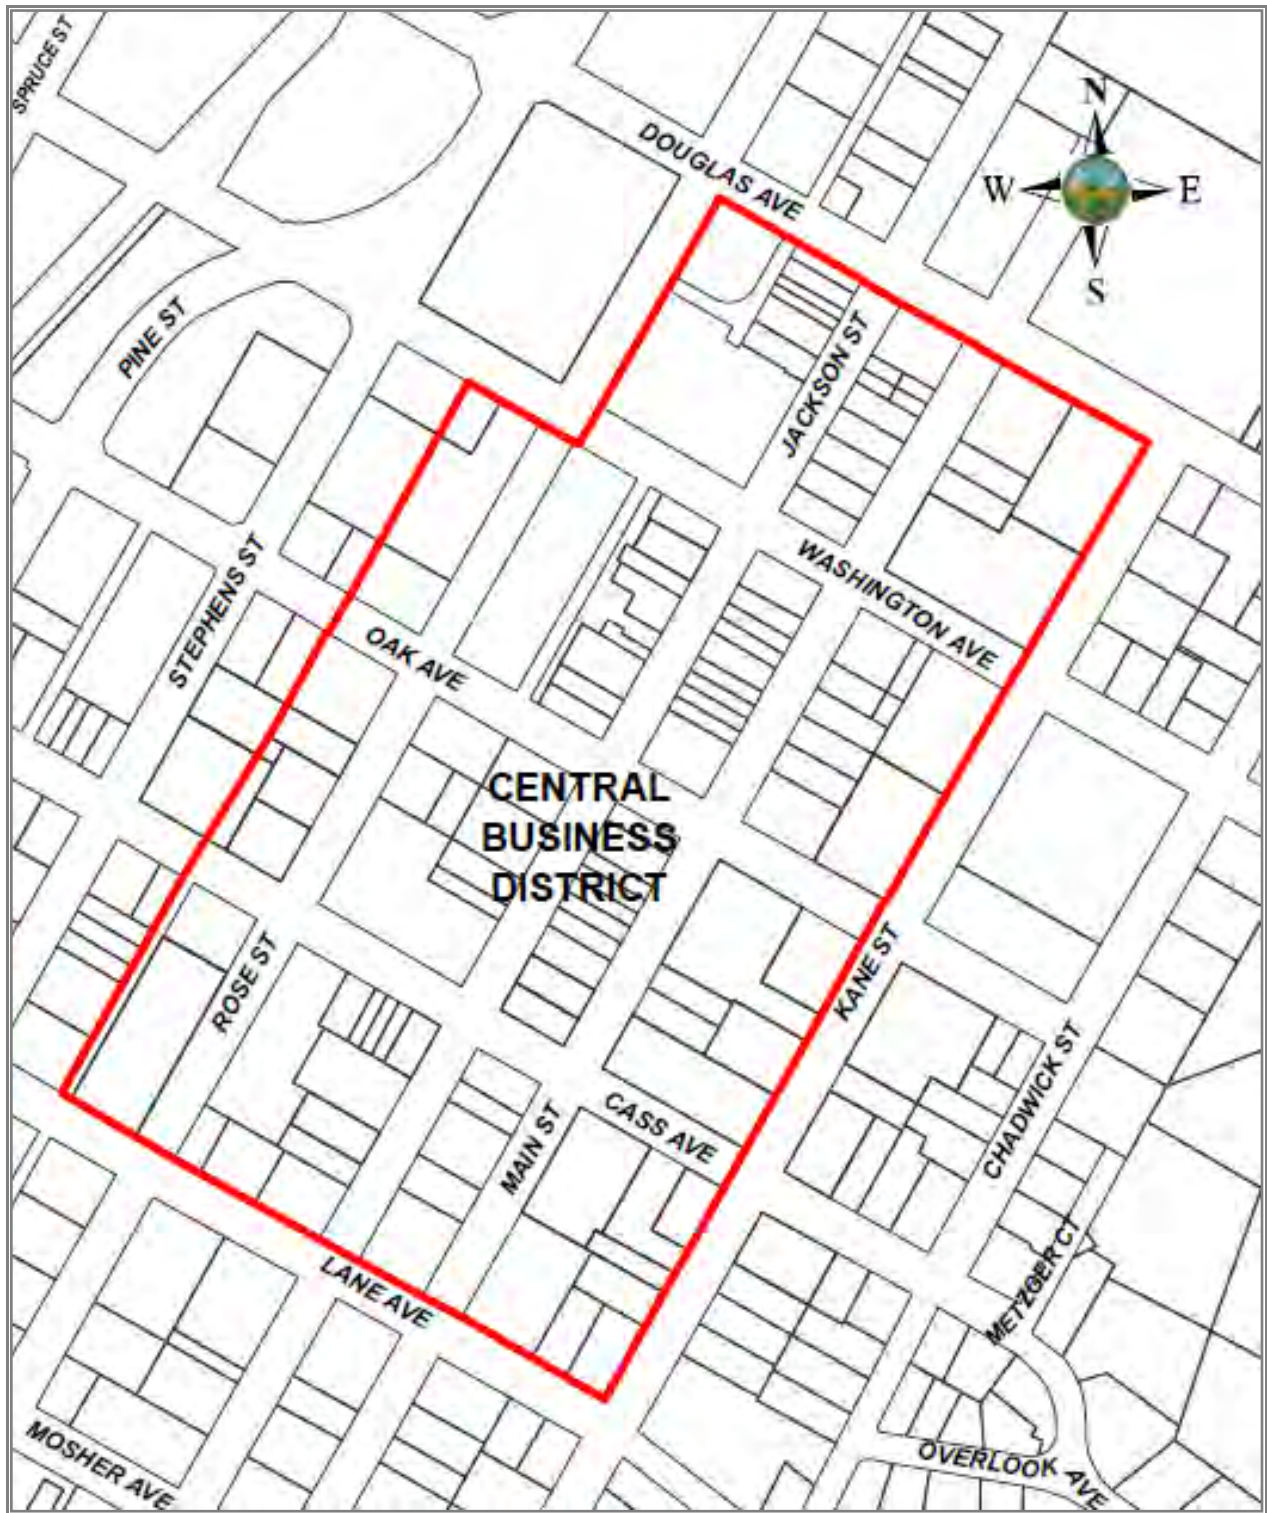 SPRUCE ST
N
DOUGLAS AVE
W
E
S
PINE ST
JACKSON ST
WASHINGTON AVE
STEPHENS ST
OAK AVE
CENTRAL
BUSINESS
DISTRICT
ROSE ST
KANE ST
CHADWICK ST
CASS AVE
MAIN ST
METZGER CT
LANE AVE
MOSHER AVE
OVERLOOK AVE